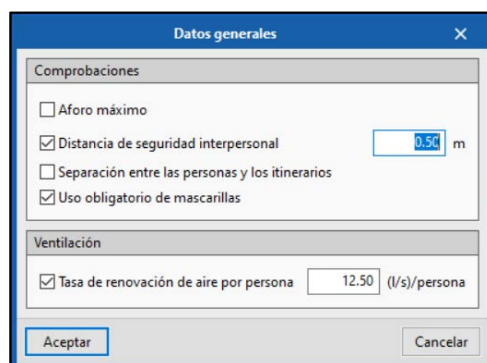 Datos generales
Comprobaciones
Aforo máximo
Distancia de seguridad interpersonal 0.50 m
Separación entre las personas y los itinerarios
Uso obligatorio de mascarillas
Ventilación
Tasa de renovación de aire por persona 12.50 (l/s)/persona
Aceptar Cancelar